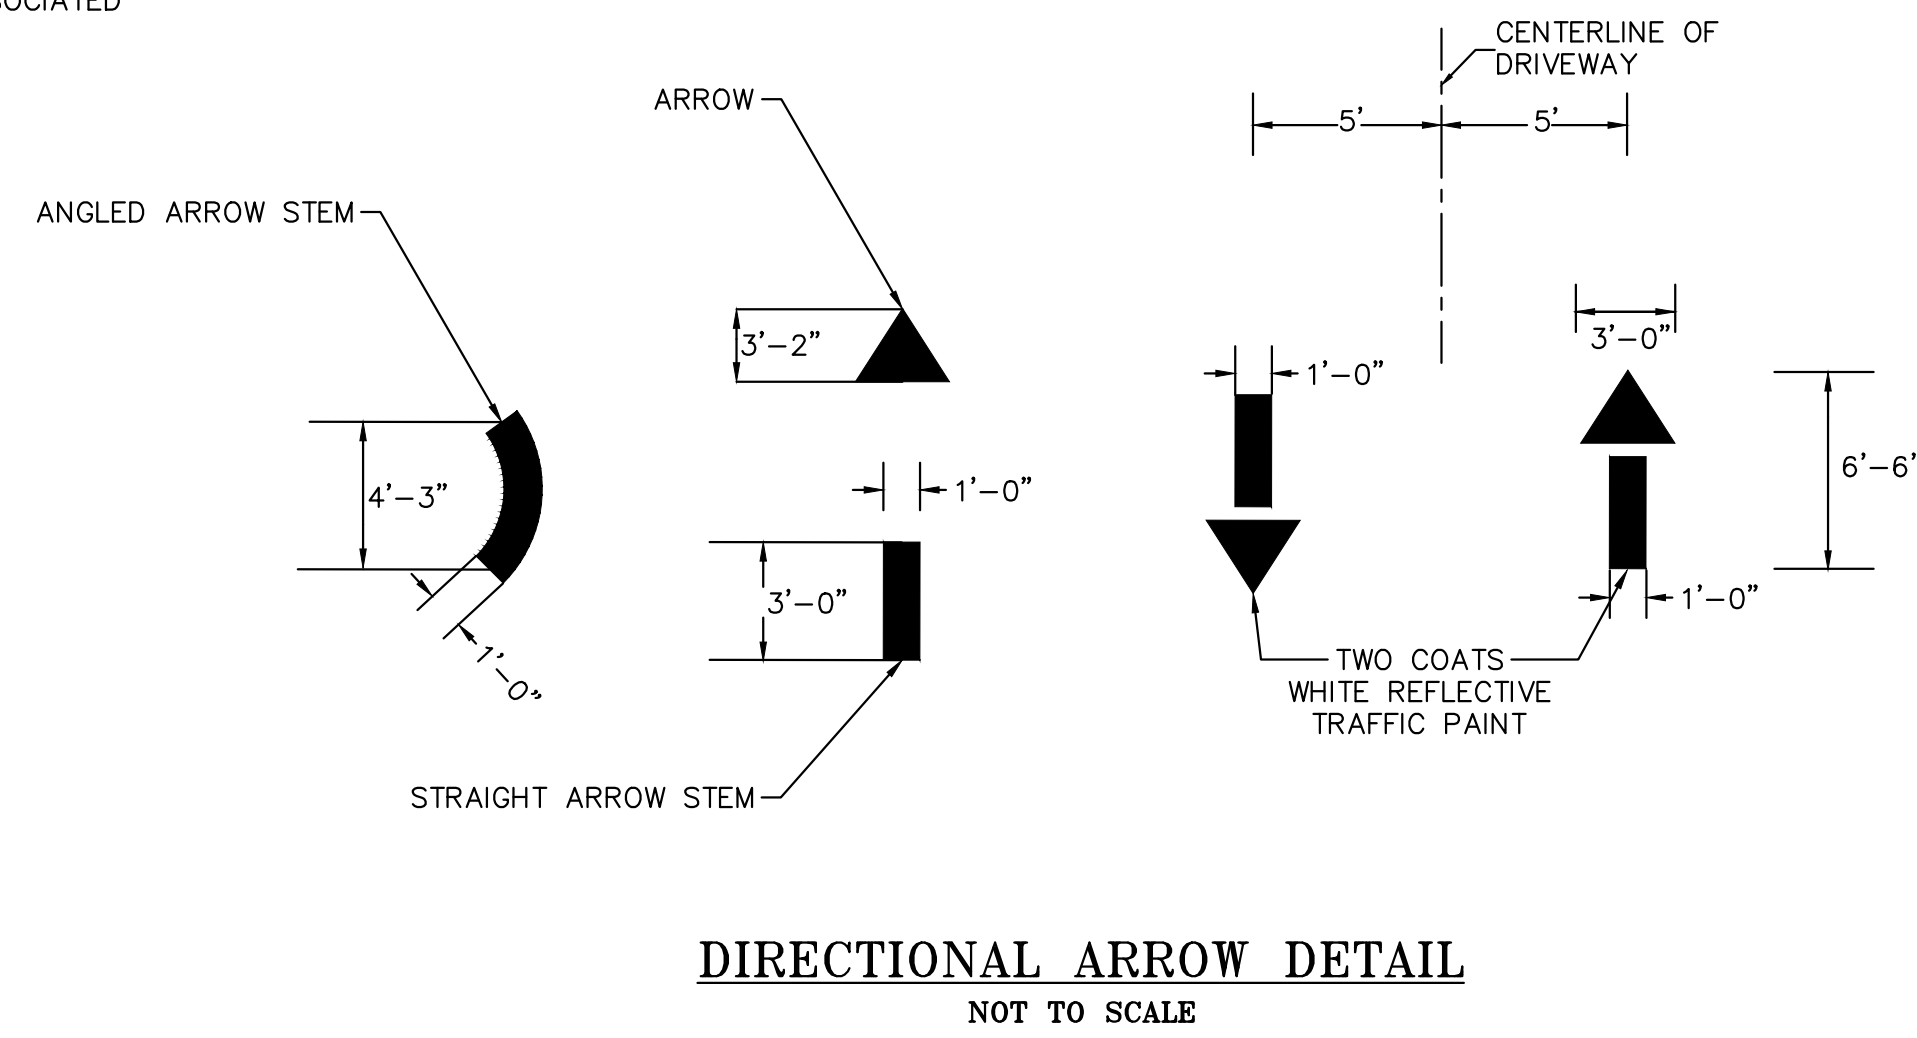 CENTERLINE OF
DRIVEWAY
5'
5'
ARROW
ANGLED ARROW STEM
3'-2"
3'-0"
1'-0"
4'-3"
1'-0"
6'-6'
3'-0"
1'-0"
1'-0"
TWO COATS
WHITE REFLECTIVE
TRAFFIC PAINT
STRAIGHT ARROW STEM
DIRECTIONAL ARROW DETAIL
NOT TO SCALE